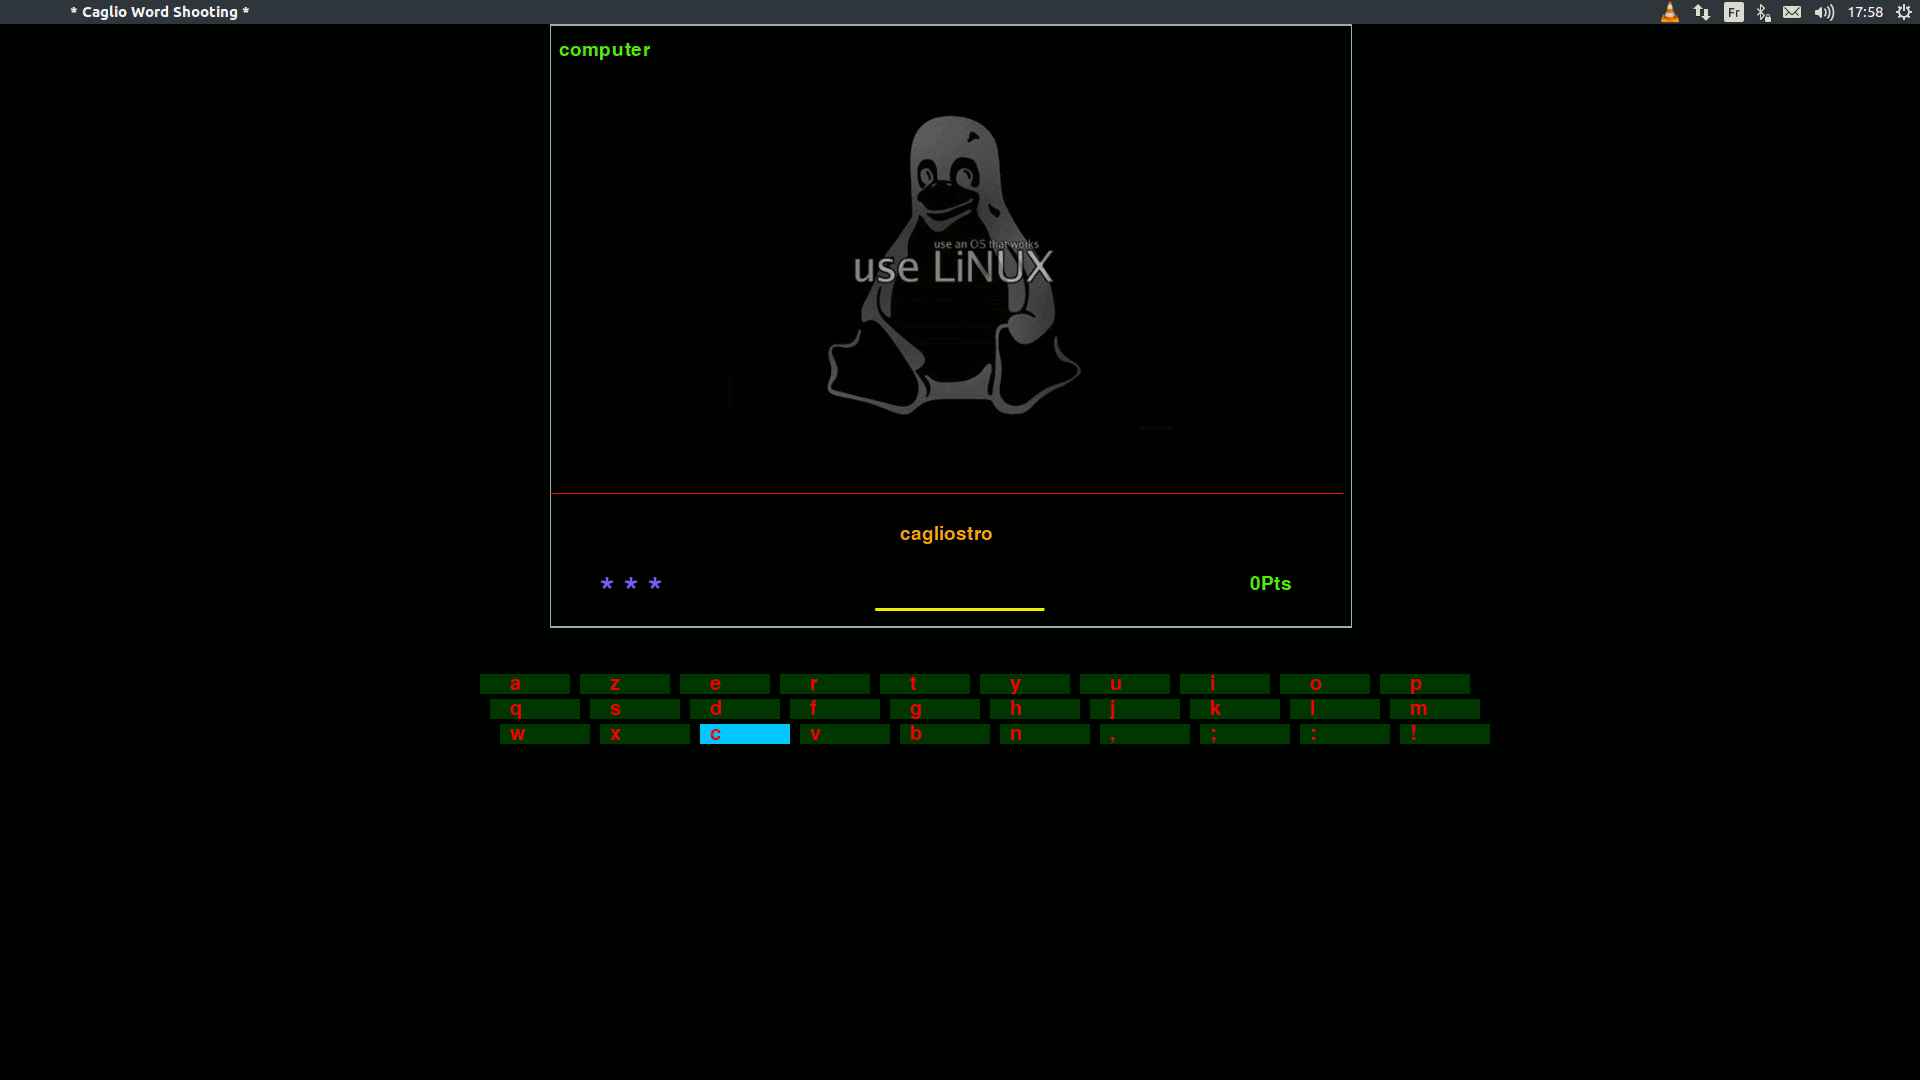 * Caglio Word Shooting *
Fr
17:58
computer
use an OS that works
use LiNUX
cagliostro
* * *
0Pts
a z e r t y u i o p
q s d f g h j k l m
w x c v b n , ; : !